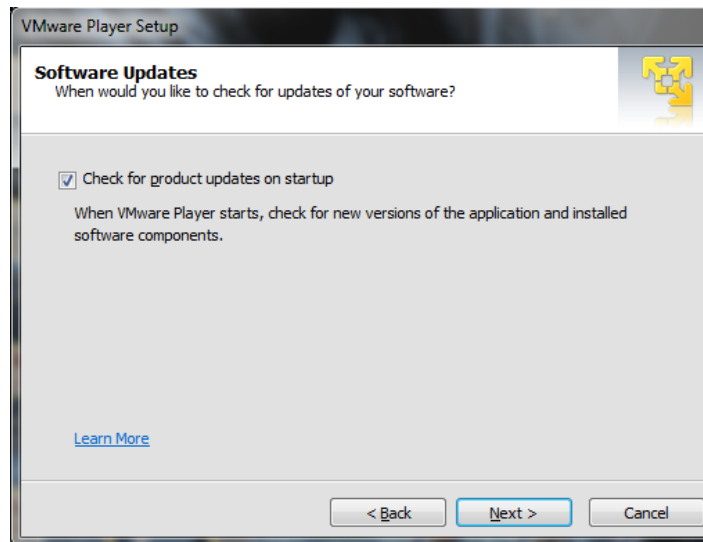 VMware Player Setup
Software Updates
When would you like to check for updates of your software?
Check for product updates on startup
When VMware Player starts, check for new versions of the application and installed
software components.
Learn More
< Back
Next >
Cancel